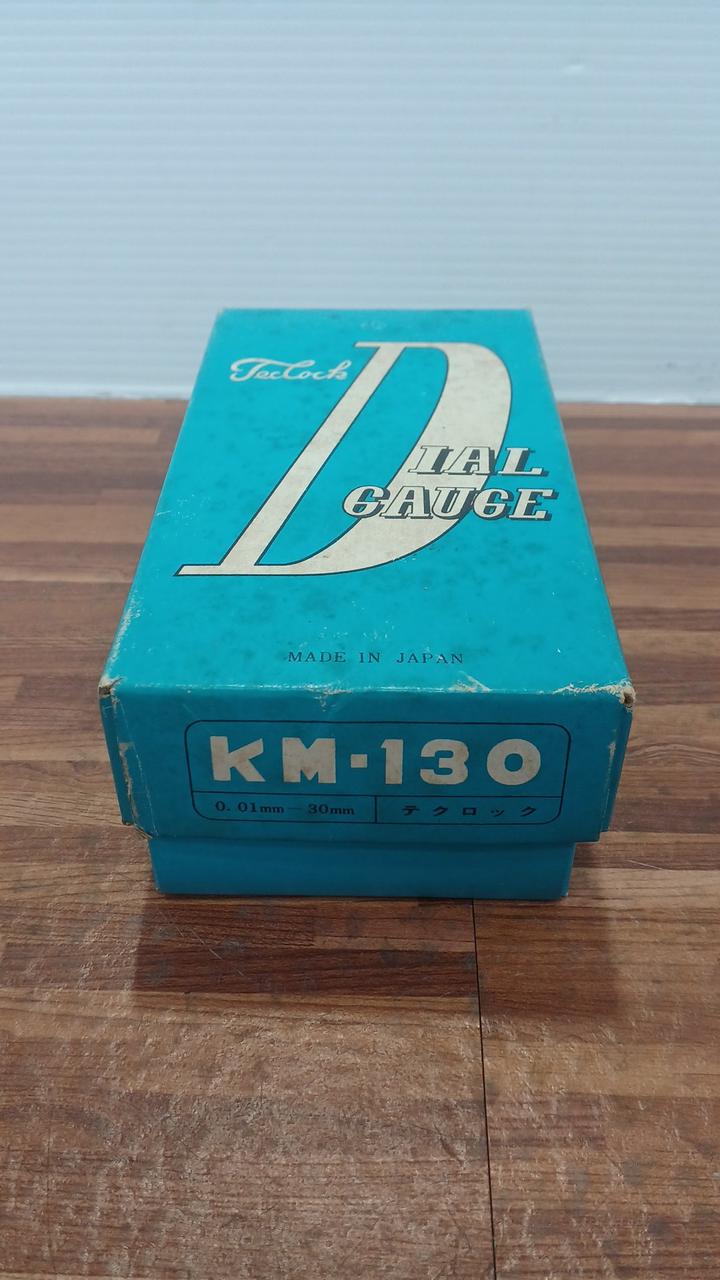 Teclock
DIAL
GAUGE
MADE IN JAPAN
KM-130
0.01mm-30mm
テクロック